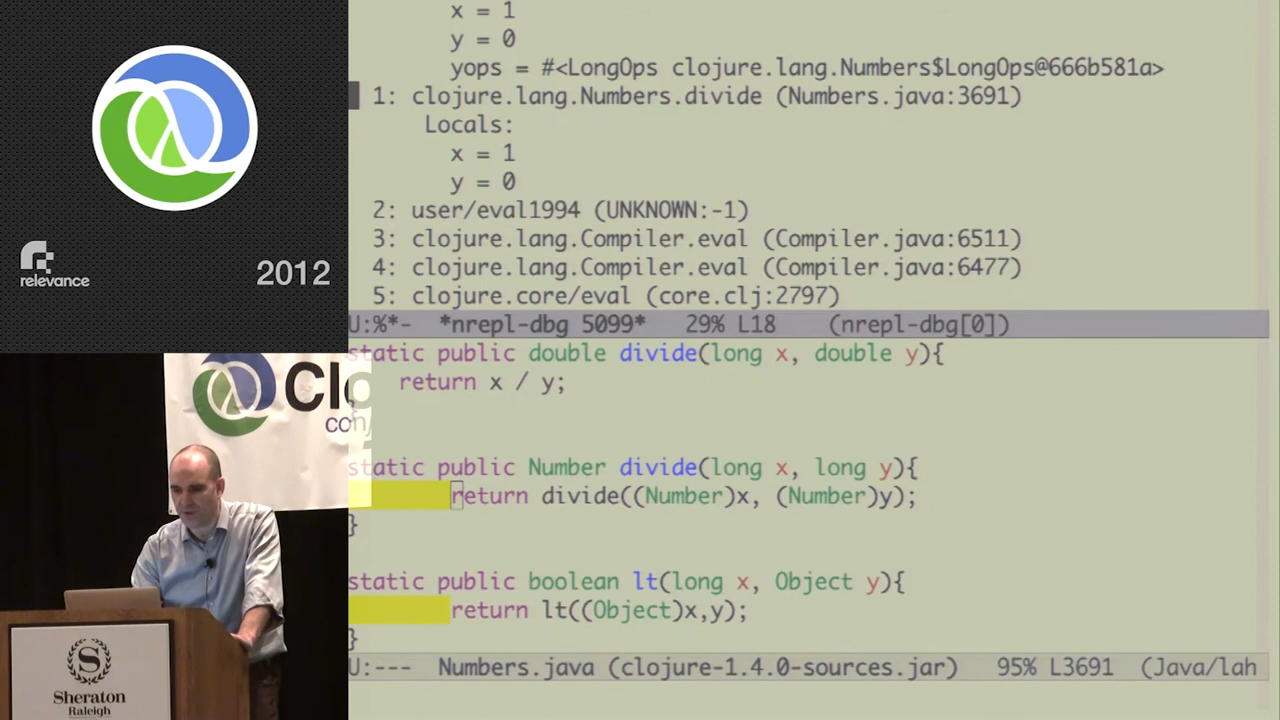 relevance
2012
x = 1
y = 0
yops = #<LongOps clojure.lang.Numbers$LongOps@666b581a>
1: clojure.lang.Numbers.divide (Numbers.java:3691)
Locals:
x = 1
y = 0
2: user/eval1994 (UNKNOWN:-1)
3: clojure.lang.Compiler.eval (Compiler.java:6511)
4: clojure.lang.Compiler.eval (Compiler.java:6477)
5: clojure.core/eval (core.clj:2797)
U:%*- *nrepl-dbg 5099* 29% L18 (nrepl-dbg[0])
static public double divide(long x, double y){
return x / y;
}
static public Number divide(long x, long y){
return divide((Number)x, (Number)y);
}
static public boolean lt(long x, Object y){
return lt((Object)x,y);
}
U:--- Numbers.java (clojure-1.4.0-sources.jar) 95% L3691 (Java/lah
Clo
conj
S
Sheraton
Raleigh